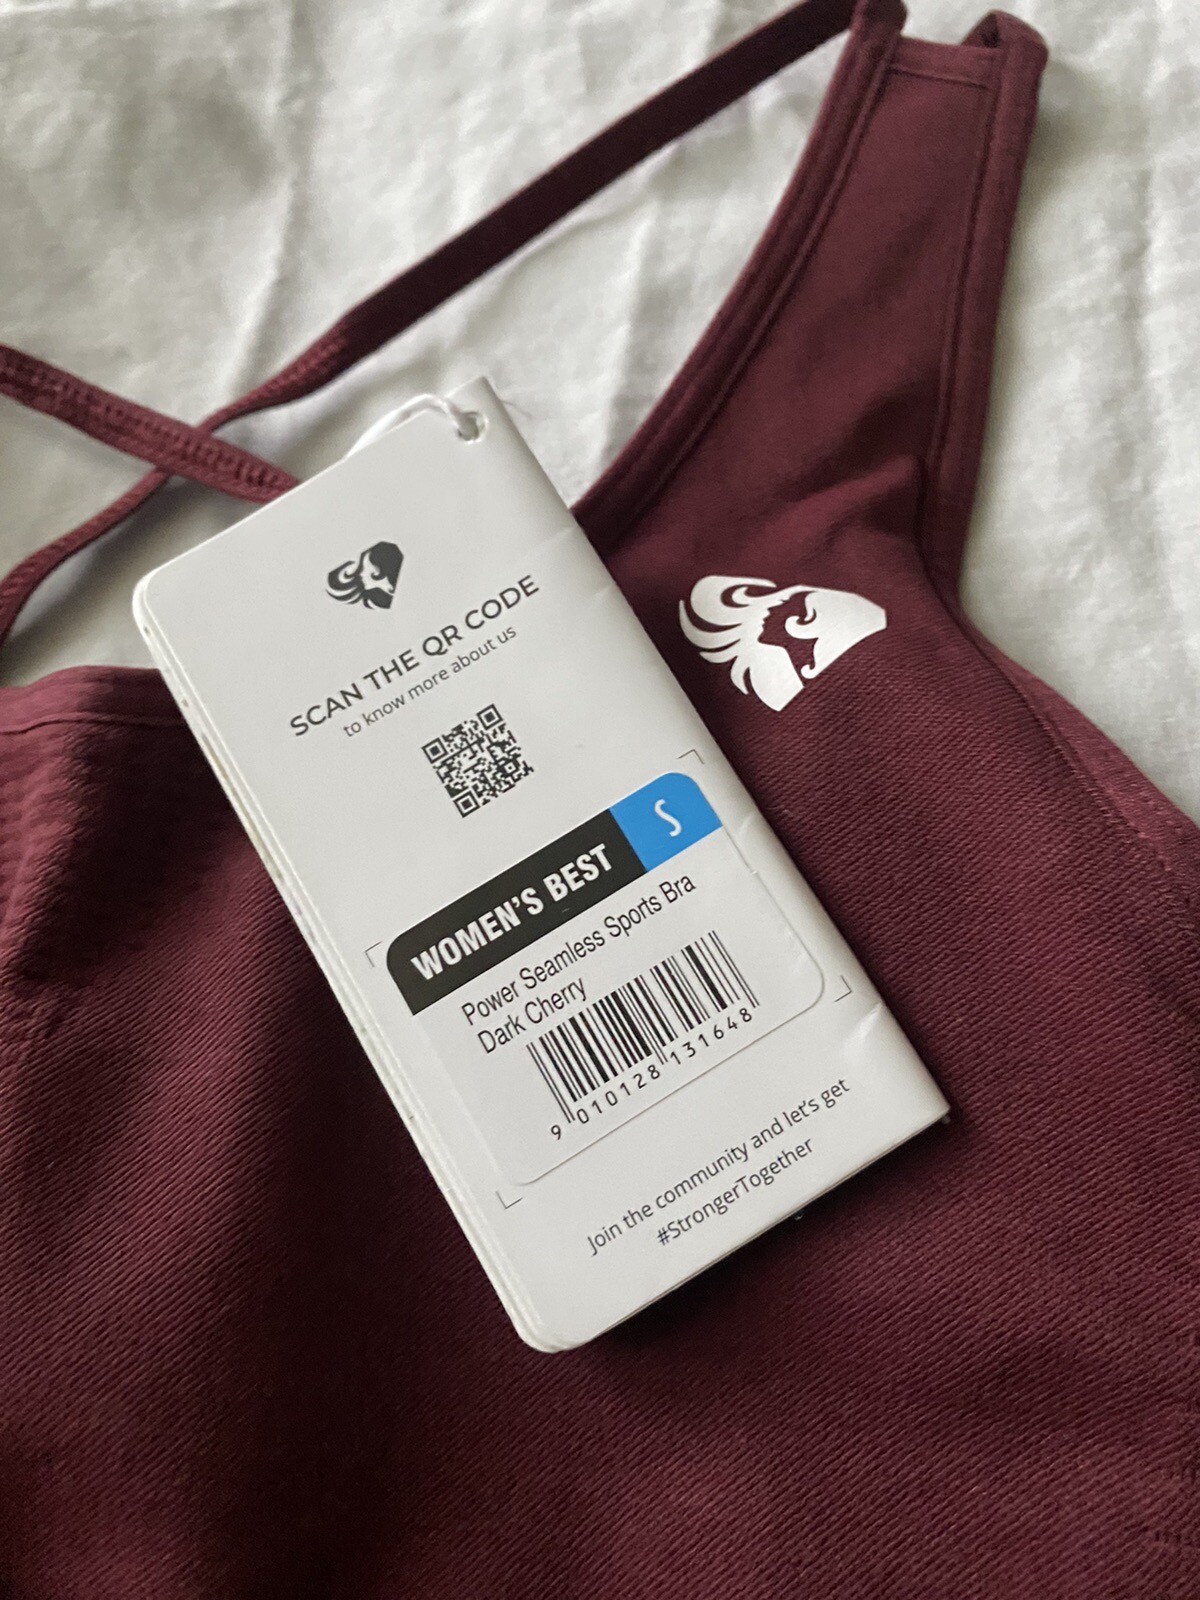 SCAN THE QR CODE
to know more about us
WOMEN'S BEST S
Power Seamless Sports Bra
Dark Cherry
9 010128 131648
Join the community and let's get
#StrongerTogether